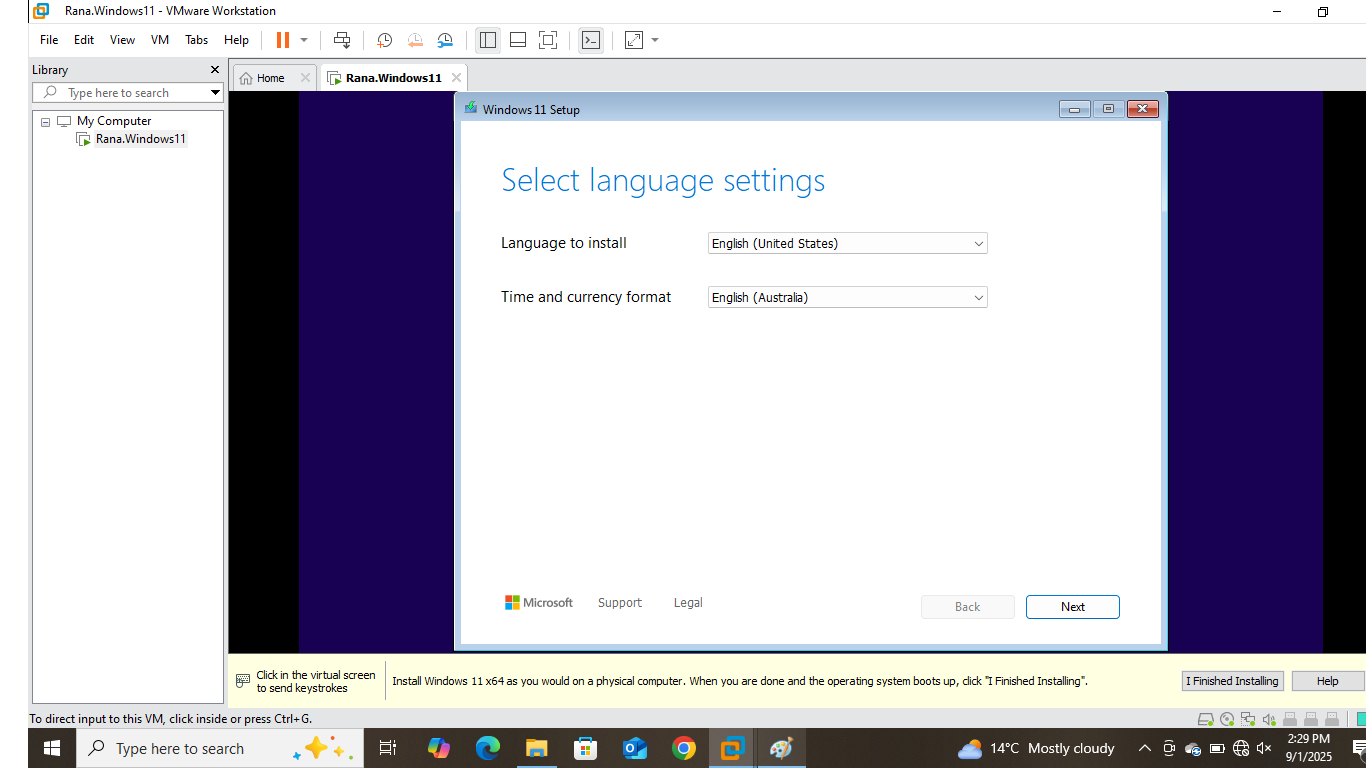 Rana.Windows11 - VMware Workstation
File Edit View VM Tabs Help
Library
Home Rana.Windows11
Type here to search
My Computer
Rana.Windows11
Windows 11 Setup
Select language settings
Language to install English (United States)
Time and currency format English (Australia)
Microsoft Support Legal Back Next
Click in the virtual screen
to send keystrokes
Install Windows 11 x64 as you would on a physical computer. When you are done and the operating system boots up, click "I Finished Installing".
I Finished Installing Help
To direct input to this VM, click inside or press Ctrl+G.
Type here to search
14°C Mostly cloudy
2:29 PM
9/1/2025